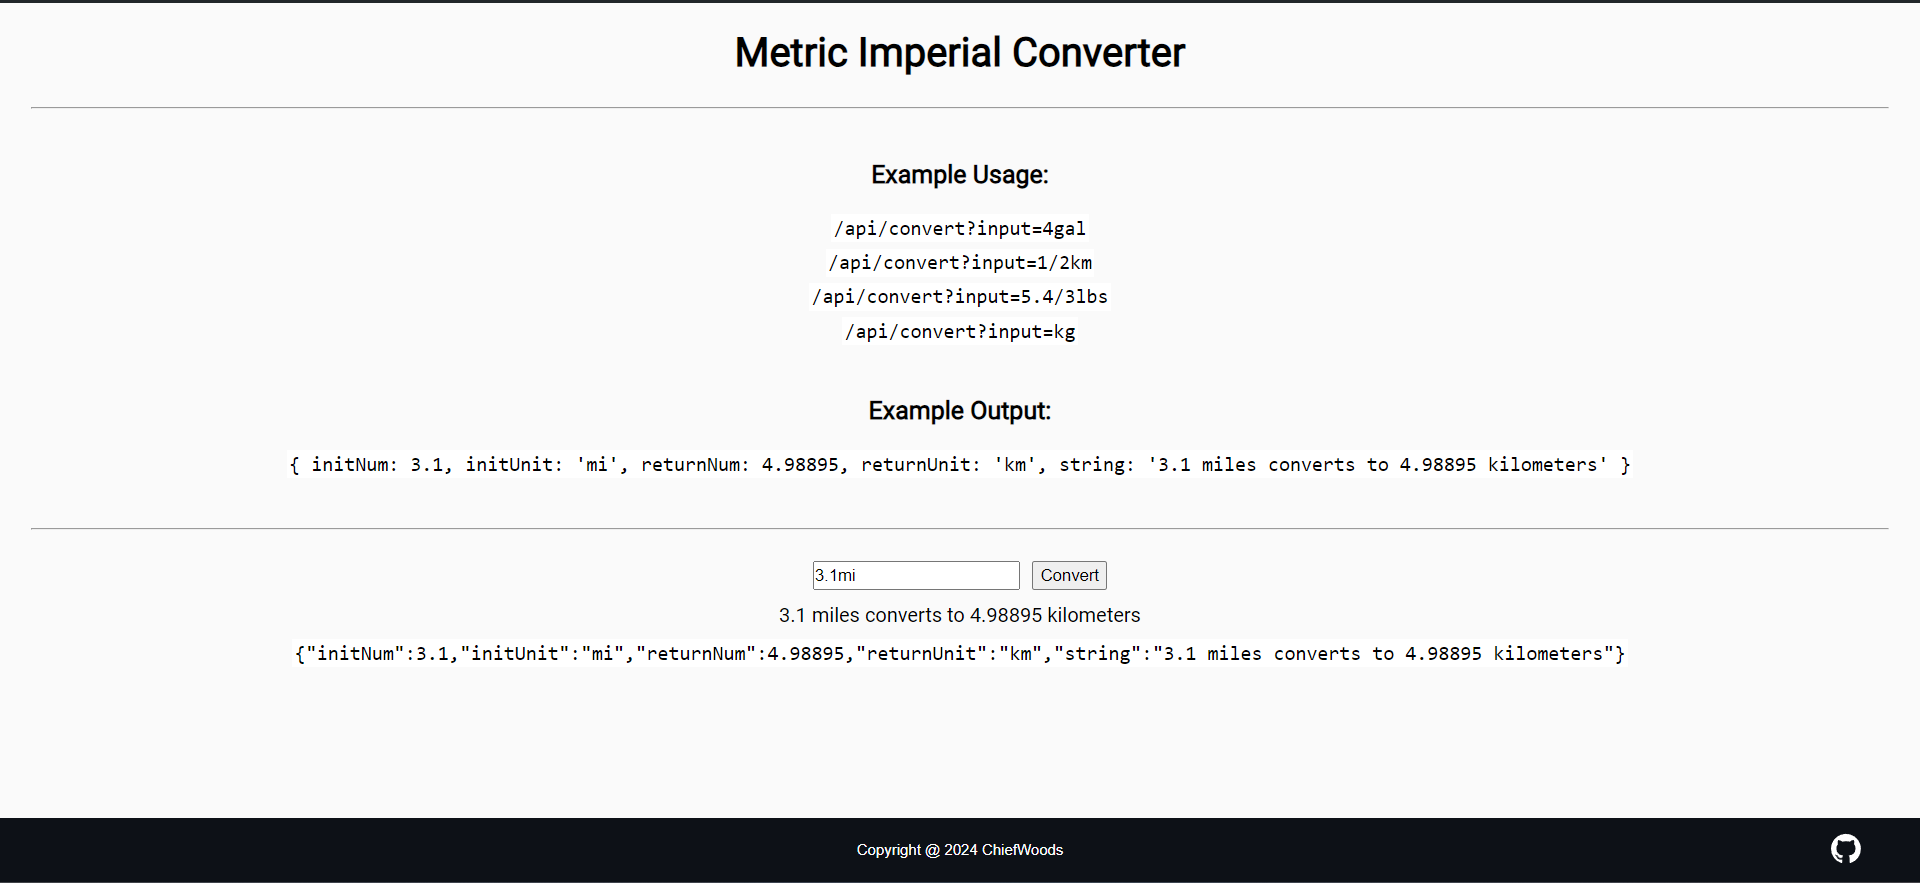 Metric Imperial Converter
Example Usage:
/api/convert?input=4gal
/api/convert?input=1/2km
/api/convert?input=5.4/3lbs
/api/convert?input=kg
Example Output:
{ initNum: 3.1, initUnit: 'mi', returnNum: 4.98895, returnUnit: 'km', string: '3.1 miles converts to 4.98895 kilometers' }
3.1mi Convert
3.1 miles converts to 4.98895 kilometers
{"initNum":3.1,"initUnit":"mi","returnNum":4.98895,"returnUnit":"km","string":"3.1 miles converts to 4.98895 kilometers"}
Copyright @ 2024 ChiefWoods